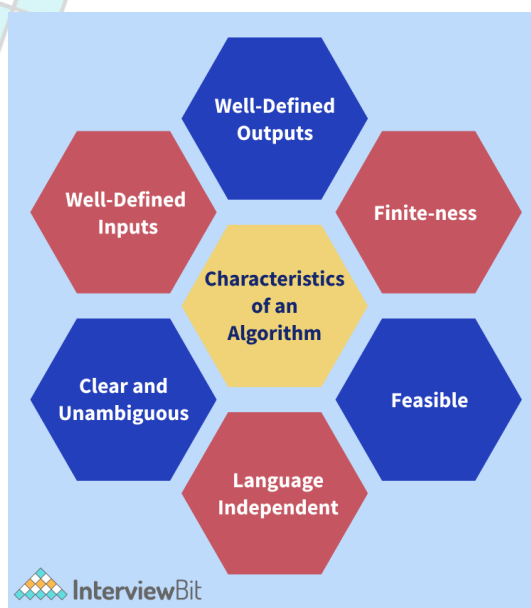 Well-Defined
Outputs
Well-Defined
Inputs
Finite-ness
Characteristics
of an
Algorithm
Clear and
Unambiguous
Feasible
Language
Independent
InterviewBit